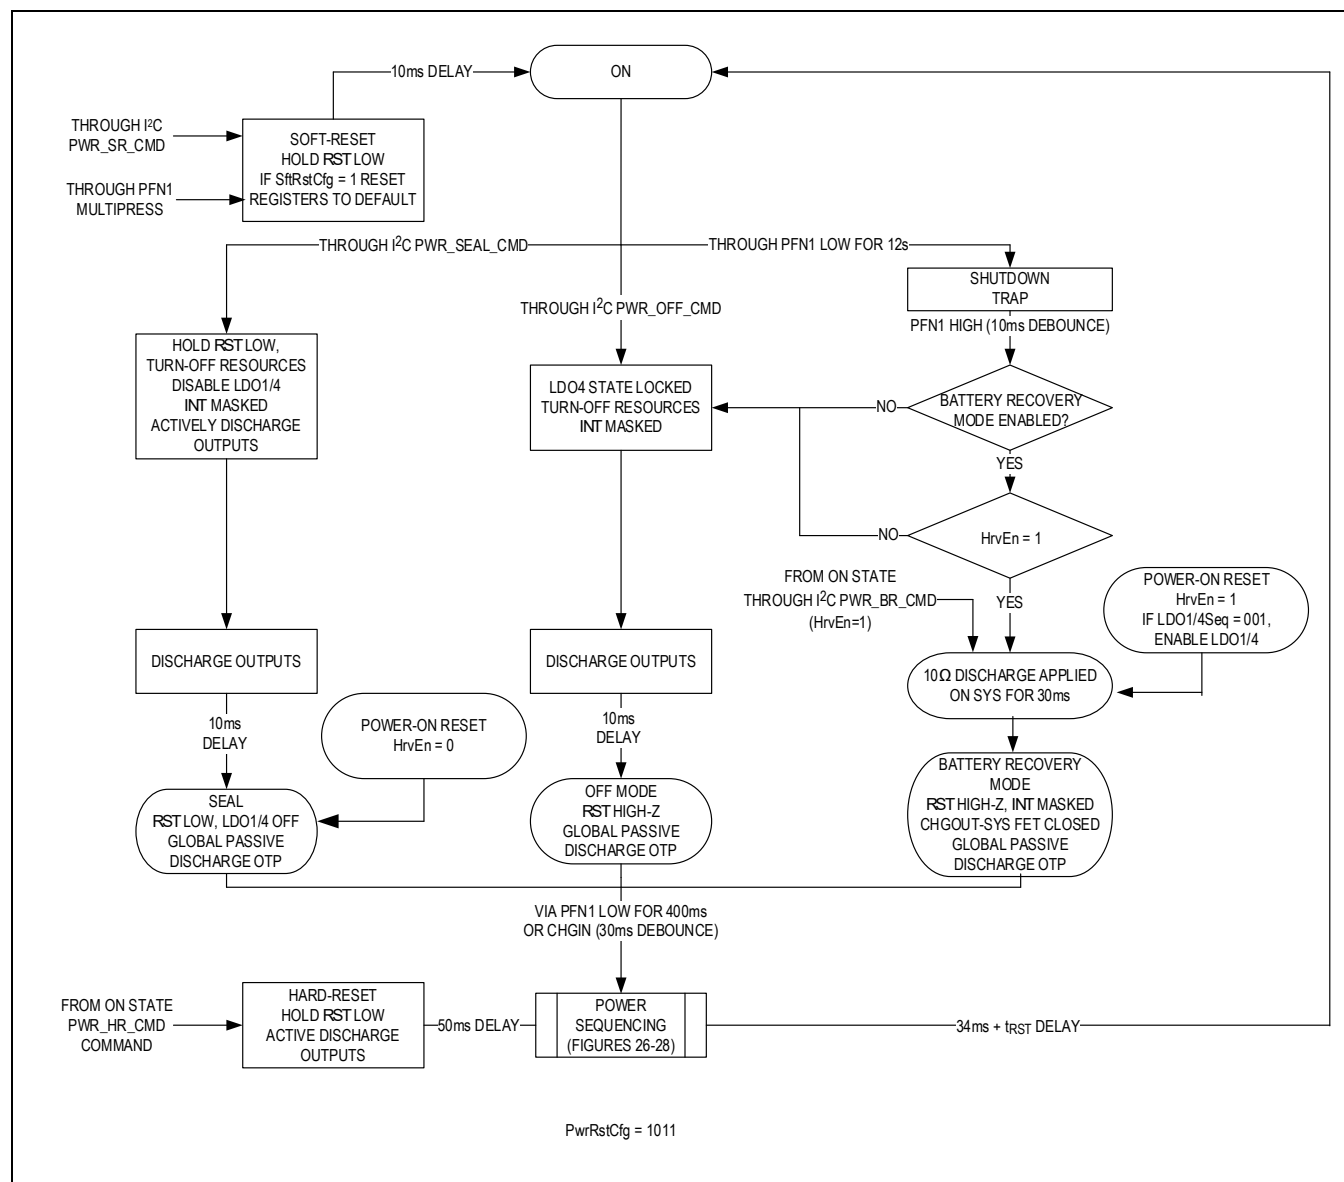 10ms DELAY
ON
THROUGH I²C
PWR_SR_CMD
SOFT-RESET
HOLD RST LOW
IF SftRstCfg = 1 RESET
REGISTERS TO DEFAULT
THROUGH PFN1
MULTIPRESS
THROUGH I²C PWR_SEAL_CMD
THROUGH PFN1 LOW FOR 12s
SHUTDOWN
TRAP
THROUGH I²C PWR_OFF_CMD
PFN1 HIGH (10ms DEBOUNCE)
HOLD RST LOW,
TURN-OFF RESOURCES
DISABLE LDO1/4
INT MASKED
ACTIVELY DISCHARGE
OUTPUTS
LDO4 STATE LOCKED
TURN-OFF RESOURCES
INT MASKED
NO
BATTERY RECOVERY
MODE ENABLED?
YES
NO
HrvEn = 1
FROM ON STATE
THROUGH I²C PWR_BR_CMD
(HrvEn=1)
YES
POWER-ON RESET
HrvEn = 1
IF LDO1/4Seq = 001,
ENABLE LDO1/4
DISCHARGE OUTPUTS
DISCHARGE OUTPUTS
10Ω DISCHARGE APPLIED
ON SYS FOR 30ms
10ms
DELAY
POWER-ON RESET
HrvEn = 0
10ms
DELAY
SEAL
RST LOW, LDO1/4 OFF
GLOBAL PASSIVE
DISCHARGE OTP
OFF MODE
RST HIGH-Z
GLOBAL PASSIVE
DISCHARGE OTP
BATTERY RECOVERY
MODE
RST HIGH-Z, INT MASKED
CHGOUT-SYS FET CLOSED
GLOBAL PASSIVE
DISCHARGE OTP
VIA PFN1 LOW FOR 400ms
OR CHGIN (30ms DEBOUNCE)
FROM ON STATE
PWR_HR_CMD
COMMAND
HARD-RESET
HOLD RST LOW
ACTIVE DISCHARGE
OUTPUTS
50ms DELAY
POWER
SEQUENCING
(FIGURES 26-28)
34ms + tRST DELAY
PwrRstCfg = 1011